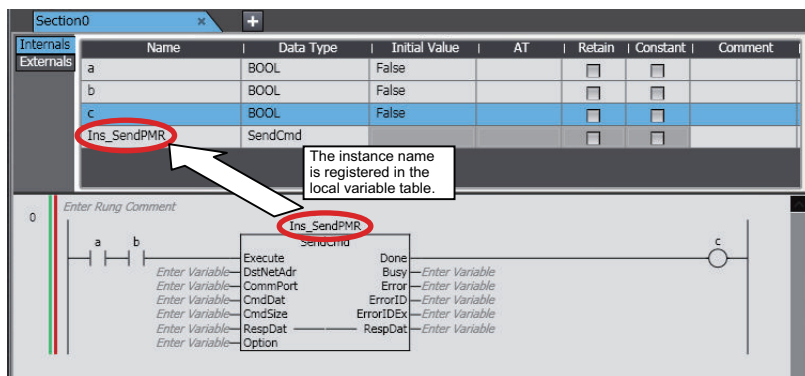 Section0 × +
Internals Name Data Type Initial Value AT Retain Constant Comment
Externals
a BOOL False
b BOOL False
c BOOL False
Ins_SendPMR SendCmd
The instance name
is registered in the
local variable table.
0 Enter Rung Comment
Ins_SendPMR
a b SendCmd c
Execute Done
Enter Variable DstNetAdr Busy Enter Variable
Enter Variable CommPort Error Enter Variable
Enter Variable CmdDat ErrorID Enter Variable
Enter Variable CmdSize ErrorIDEx Enter Variable
Enter Variable RespDat RespDat Enter Variable
Enter Variable Option